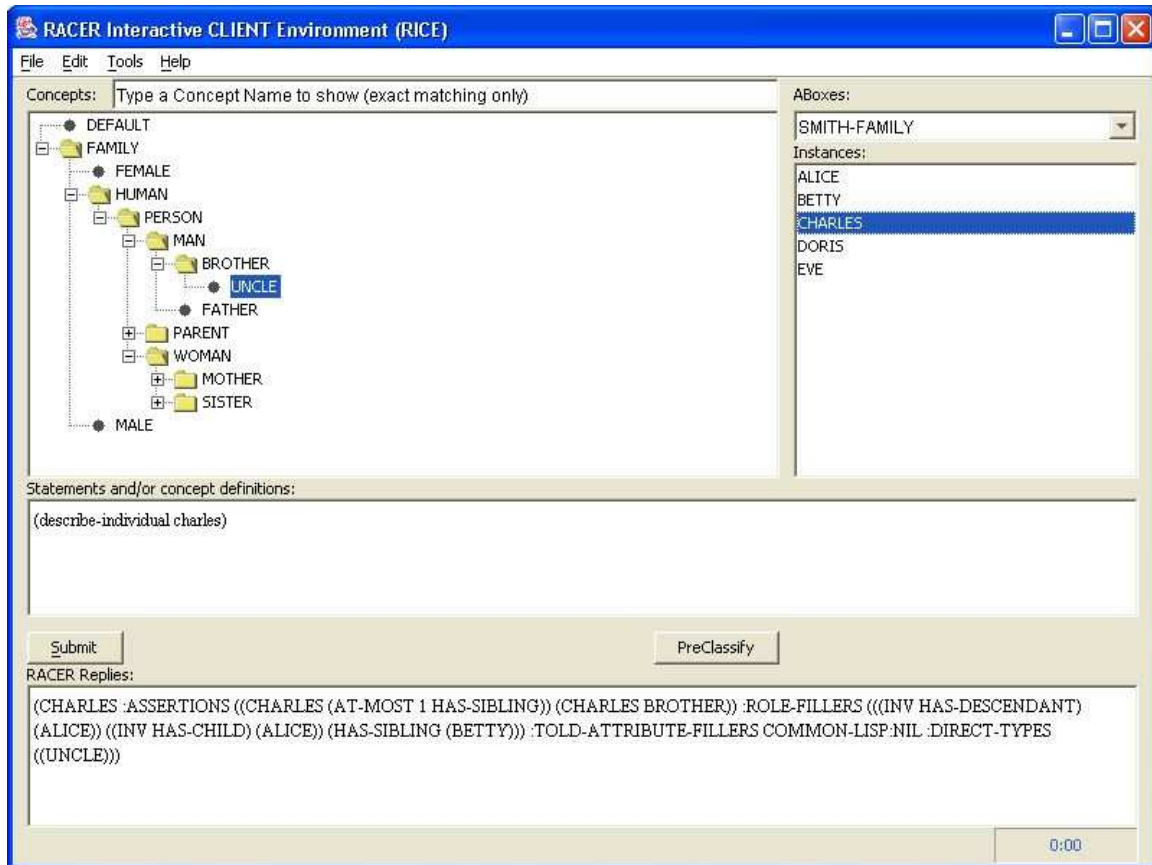 RACER Interactive CLIENT Environment (RICE)
File Edit Tools Help
Concepts: Type a Concept Name to show (exact matching only)
DEFAULT
FAMILY
FEMALE
HUMAN
PERSON
MAN
BROTHER
UNCLE
FATHER
PARENT
WOMAN
MOTHER
SISTER
MALE
ABoxes:
SMITH-FAMILY
Instances:
ALICE
BETTY
CHARLES
DORIS
EVE
Statements and/or concept definitions:
(describe-individual charles)
Submit PreClassify
RACER Replies:
(CHARLES :ASSERTIONS ((CHARLES (AT-MOST 1 HAS-SIBLING)) (CHARLES BROTHER)) :ROLE-FILLERS (((INV HAS-DESCENDANT)
(ALICE)) ((INV HAS-CHILD) (ALICE)) (HAS-SIBLING (BETTY))) :TOLD-ATTRIBUTE-FILLERS COMMON-LISP:NIL :DIRECT-TYPES
((UNCLE)))
0:00